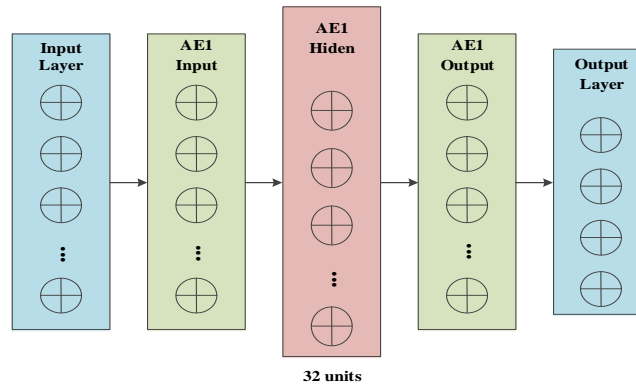 Input
Layer
AE1
Input
AE1
Hiden
AE1
Output
Output
Layer
32 units